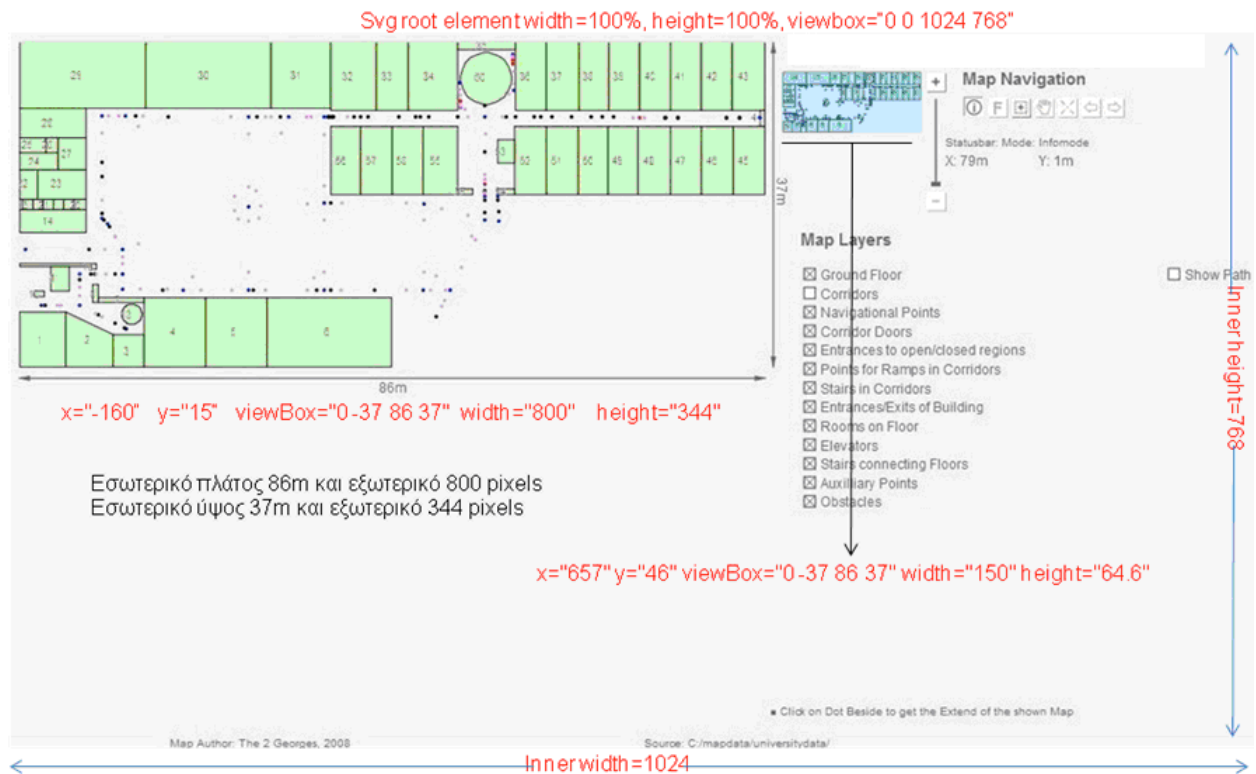 Svg root element width=100%, height=100%, viewbox="0 0 1024 768"
29 30 31 32 33 34 60 36 37 38 39 40 41 42 43
27
24
23
14
57 55 51 50 49 48 47 46 45
37m
1 2 3 4 5 6
86m
x="-160" y="15" viewBox="0 -37 86 37" width="800" height="344"
Εσωτερικό πλάτος 86m και εξωτερικό 800 pixels
Εσωτερικό ύψος 37m και εξωτερικό 344 pixels
+
−
Map Navigation
F
Statusbar: Mode: Infomode
X: 79m Y: 1m
Map Layers
Ground Floor
Show Path
Corridors
Navigational Points
Corridor Doors
Entrances to open/closed regions
Points for Ramps in Corridors
Stairs in Corridors
Entrances/Exits of Building
Rooms on Floor
Elevators
Stairs connecting Floors
Auxilliary Points
Obstacles
Inner height=768
x="657" y="46" viewBox="0 -37 86 37" width="150" height="64.6"
Click on Dot Beside to get the Extend of the shown Map
Map Author: The 2 Georges, 2008
Source: C:/mapdata/universitydata/
Inner width=1024